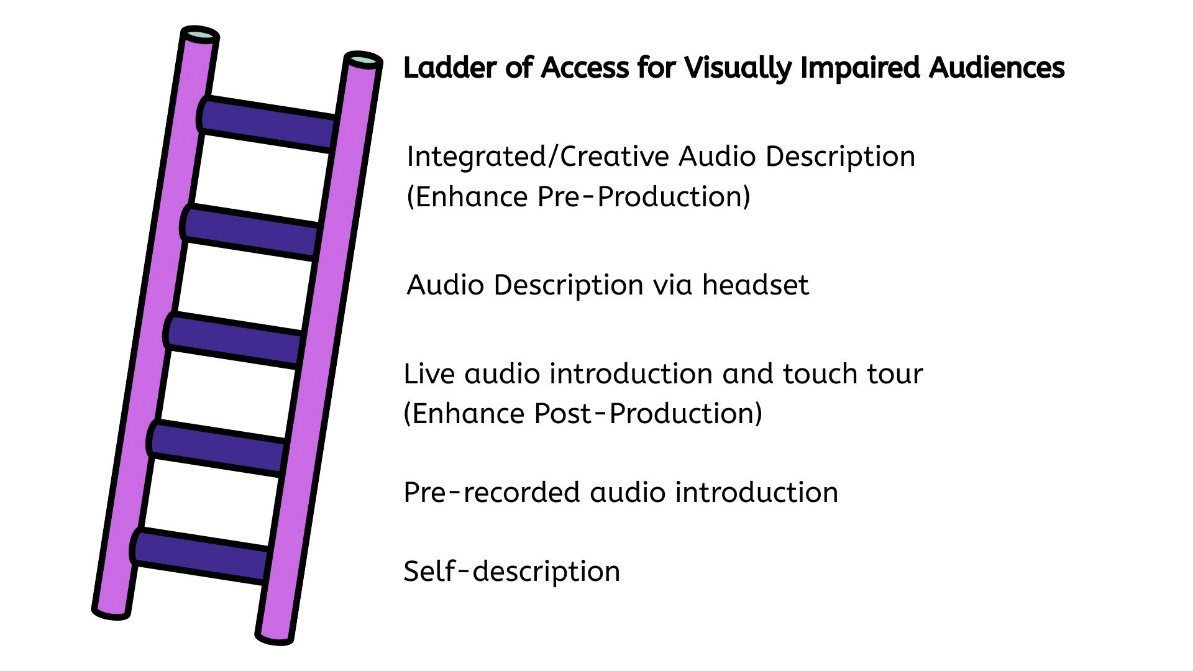 Ladder of Access for Visually Impaired Audiences
Integrated/Creative Audio Description
(Enhance Pre-Production)
Audio Description via headset
Live audio introduction and touch tour
(Enhance Post-Production)
Pre-recorded audio introduction
Self-description